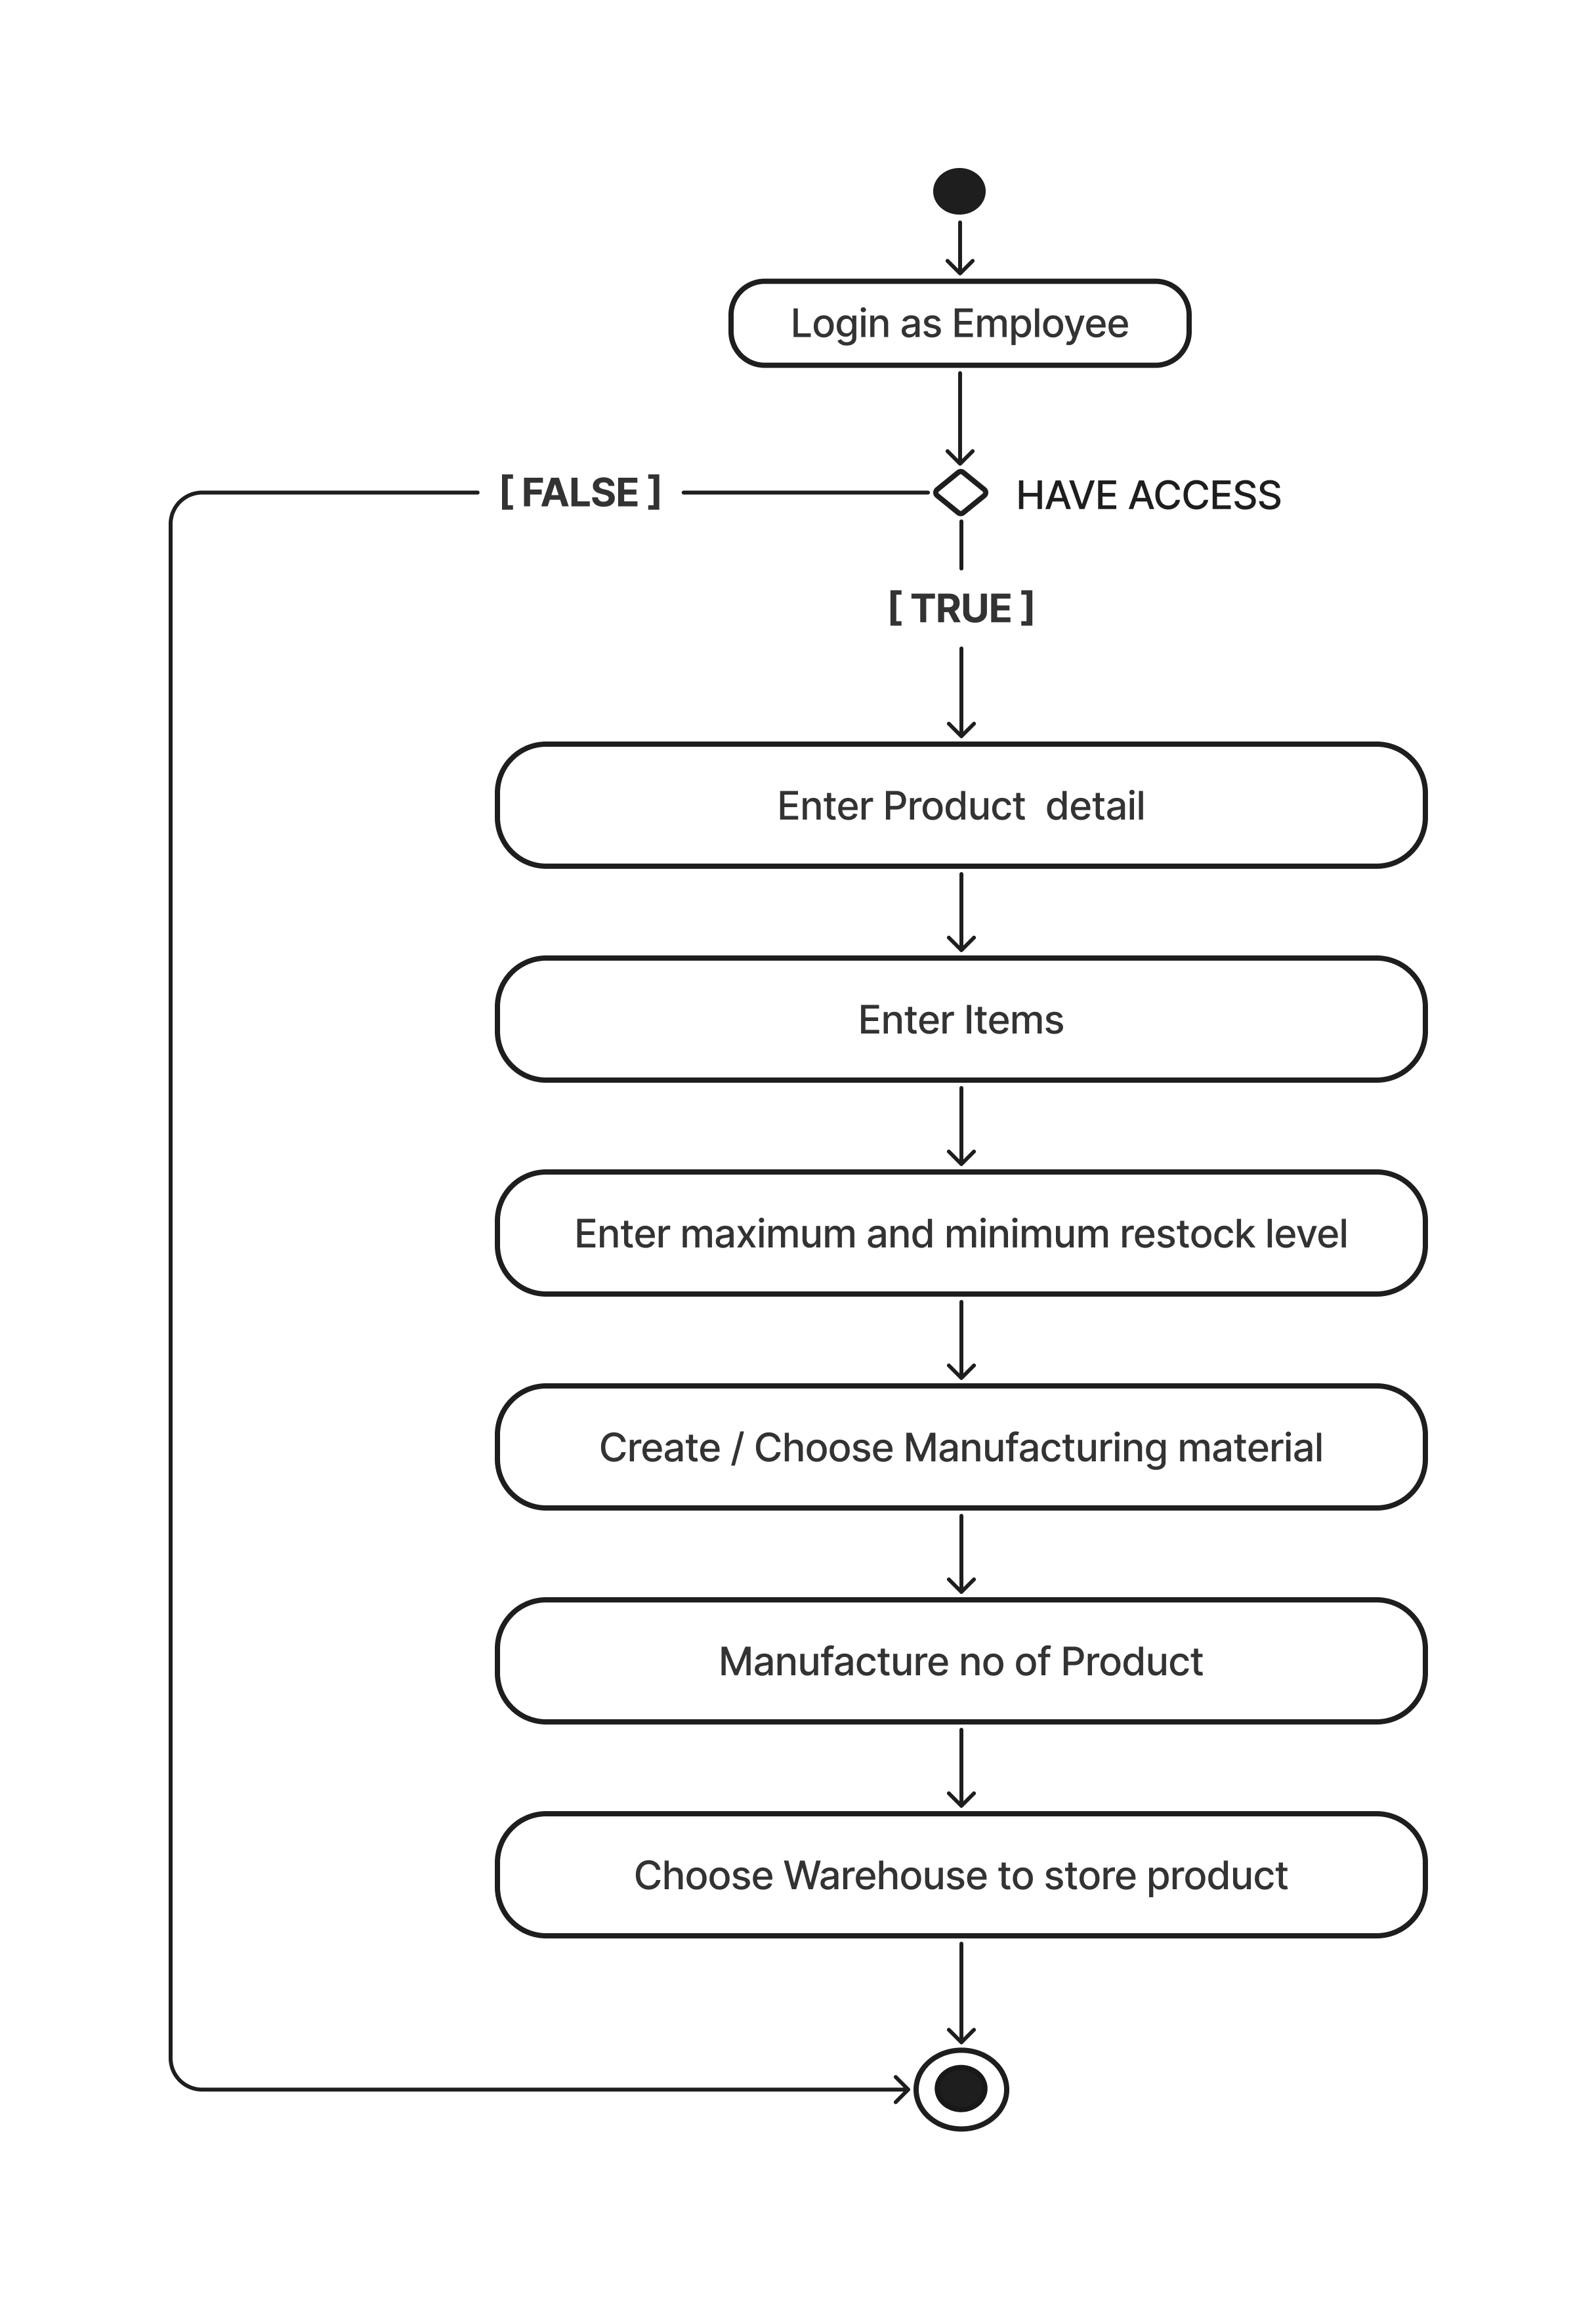 Login as Employee
[ FALSE ]
HAVE ACCESS
[ TRUE ]
Enter Product  detail
Enter Items
Enter maximum and minimum restock level
Create / Choose Manufacturing material
Manufacture no of Product
Choose Warehouse to store product